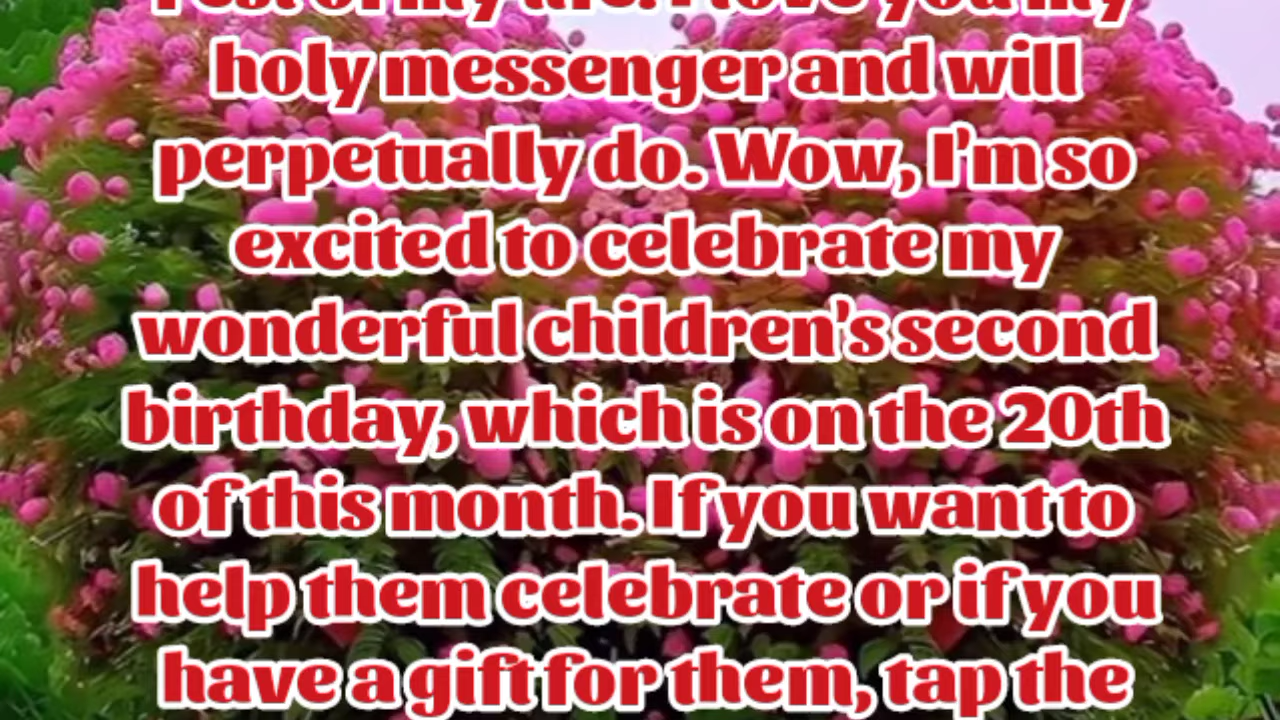 rest of my life. I love you my
holy messenger and will
perpetually do. Wow, I'm so
excited to celebrate my
wonderful children's second
birthday, which is on the 20th
of this month. If you want to
help them celebrate or if you
have a gift for them, tap the